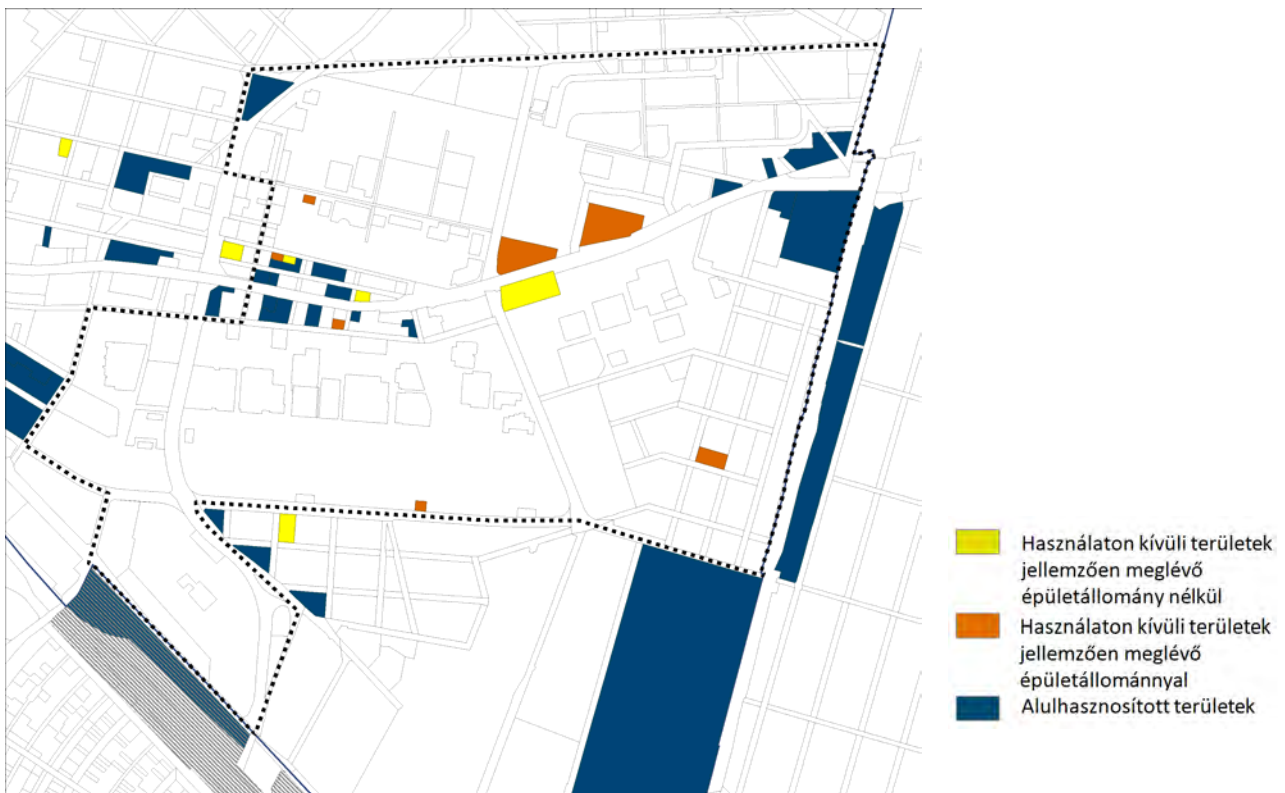 Használaton kívüli területek
jellemzően meglévő
épületállomány nélkül
Használaton kívüli területek
jellemzően meglévő
épületállománnyal
Alulhasznosított területek